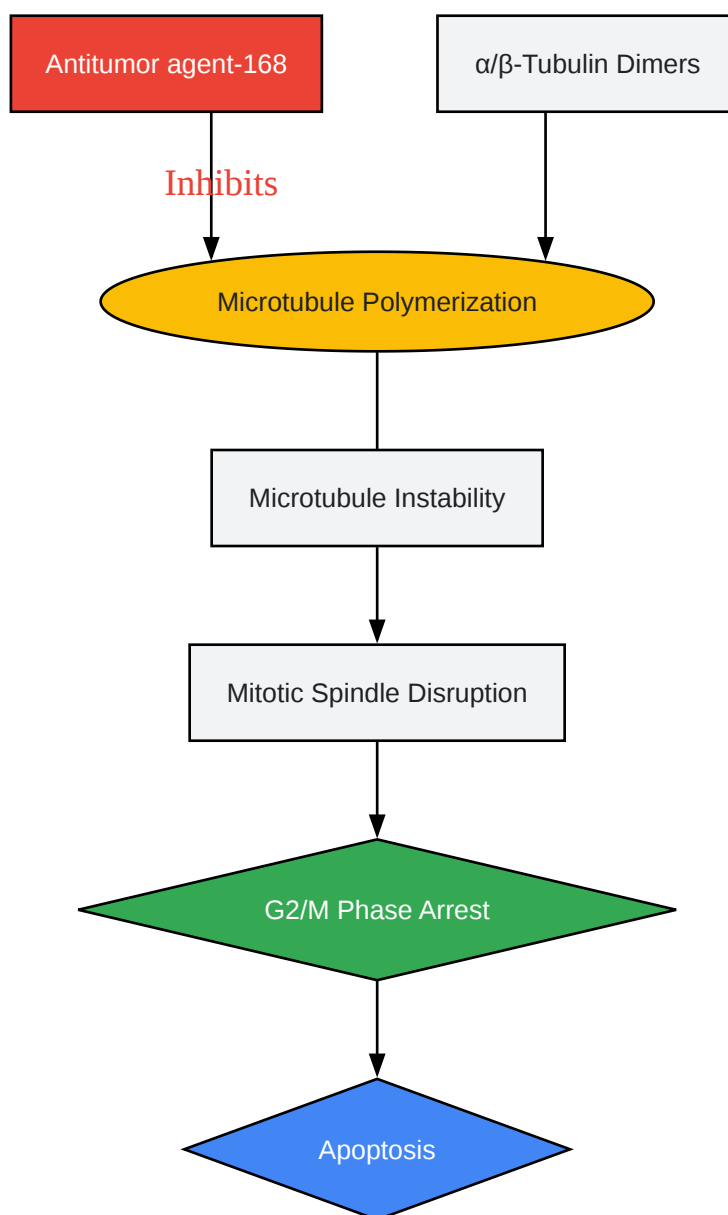 Antitumor agent-168
α/β-Tubulin Dimers
Inhibits
Microtubule Polymerization
Microtubule Instability
Mitotic Spindle Disruption
G2/M Phase Arrest
Apoptosis